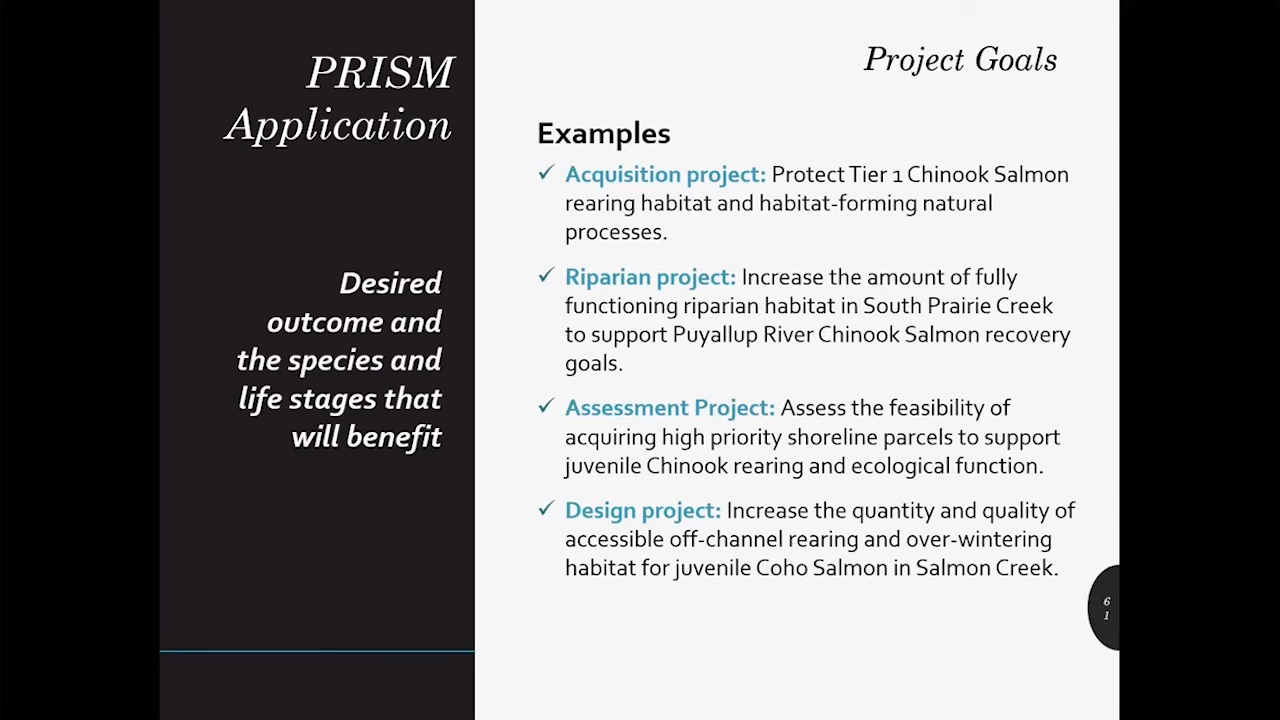 PRISM
Application
Desired
outcome and
the species and
life stages that
will benefit
Project Goals
Examples
✓ Acquisition project: Protect Tier 1 Chinook Salmon
rearing habitat and habitat-forming natural
processes.
✓ Riparian project: Increase the amount of fully
functioning riparian habitat in South Prairie Creek
to support Puyallup River Chinook Salmon recovery
goals.
✓ Assessment Project: Assess the feasibility of
acquiring high priority shoreline parcels to support
juvenile Chinook rearing and ecological function.
✓ Design project: Increase the quantity and quality of
accessible off-channel rearing and over-wintering
habitat for juvenile Coho Salmon in Salmon Creek.
6
1